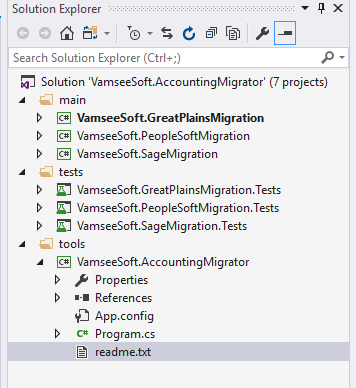 Solution Explorer
Search Solution Explorer (Ctrl+;)
Solution 'VamseeSoft.AccountingMigrator' (7 projects)
main
C# VamseeSoft.GreatPlainsMigration
C# VamseeSoft.PeopleSoftMigration
C# VamseeSoft.SageMigration
tests
VamseeSoft.GreatPlainsMigration.Tests
VamseeSoft.PeopleSoftMigration.Tests
VamseeSoft.SageMigration.Tests
tools
C# VamseeSoft.AccountingMigrator
Properties
References
App.config
C# Program.cs
readme.txt